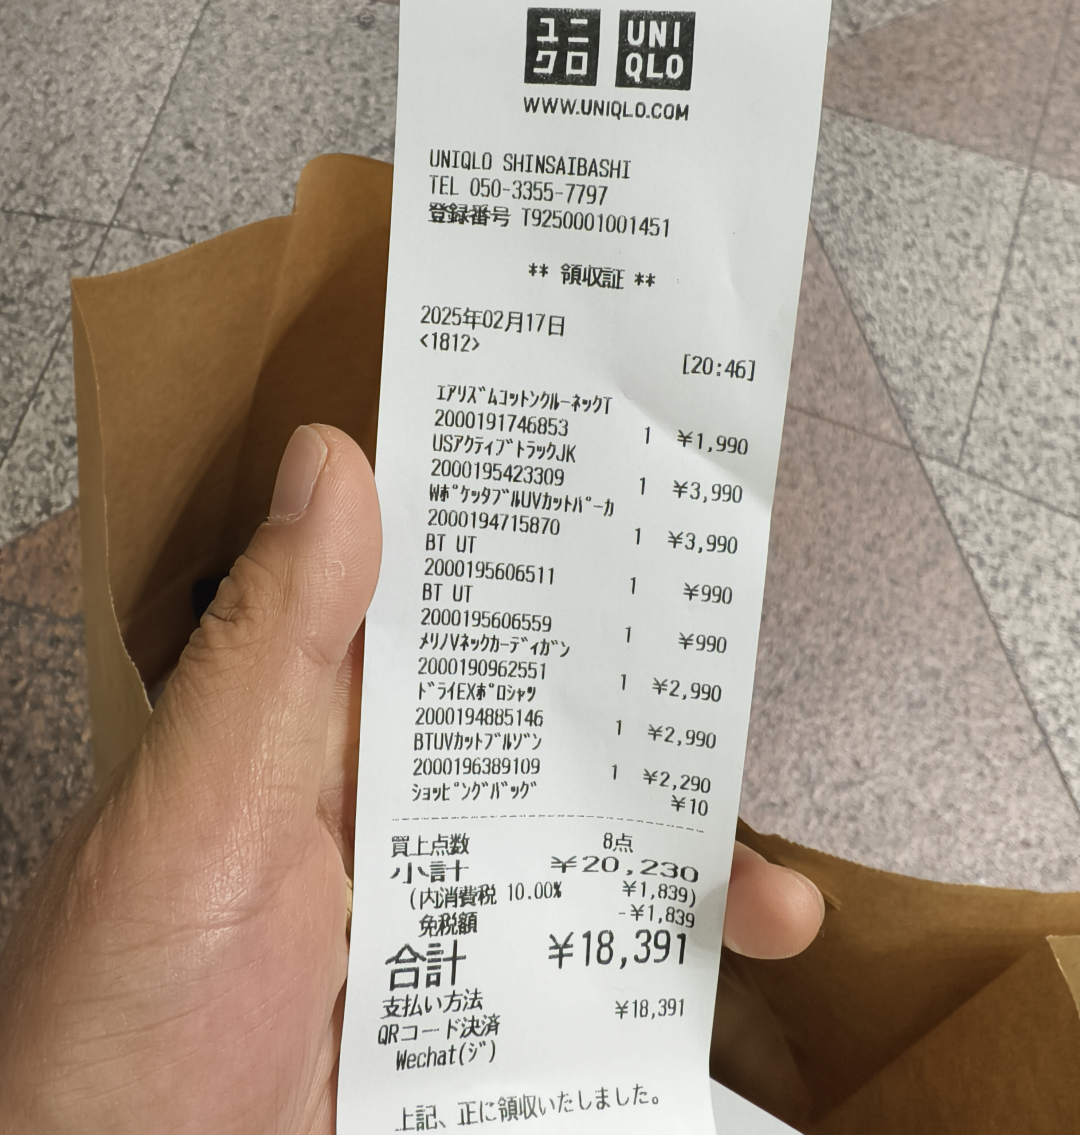 ユニ
クロ
UNI
QLO
WWW.UNIQLO.COM
UNIQLO SHINSAIBASHI
TEL 050-3355-7797
登録番号 T9250001001451
** 領収証 **
2025年02月17日
<1812>
[20:46]
ｴｱﾘｽﾞﾑｺｯﾄﾝｸﾙｰﾈｯｸT
2000191746853 1 ¥1,990
USｱｸﾃｨﾌﾞﾄﾗｯｸJK
2000195423309 1 ¥3,990
WﾎﾟｹｯﾀﾌﾞﾙUVｶｯﾄﾊﾟｰｶ
2000194715870 1 ¥3,990
BT UT
2000195606511 1 ¥990
BT UT
2000195606559 1 ¥990
ﾒﾘﾉVﾈｯｸｶｰﾃﾞｨｶﾞﾝ
2000190962551 1 ¥2,990
ﾄﾞﾗｲEXﾎﾟﾛｼｬﾂ
2000194885146 1 ¥2,990
BTUVｶｯﾄﾌﾞﾙｿﾞﾝ
2000196389109 1 ¥2,290
ｼｮｯﾋﾟﾝｸﾞﾊﾞｯｸﾞ ¥10
買上点数 8点
小計 ¥20,230
(内消費税 10.00% ¥1,839)
免税額 -¥1,839
合計 ¥18,391
支払い方法 ¥18,391
QRコード決済
Wechat(ｼﾞ)
上記、正に領収いたしました。